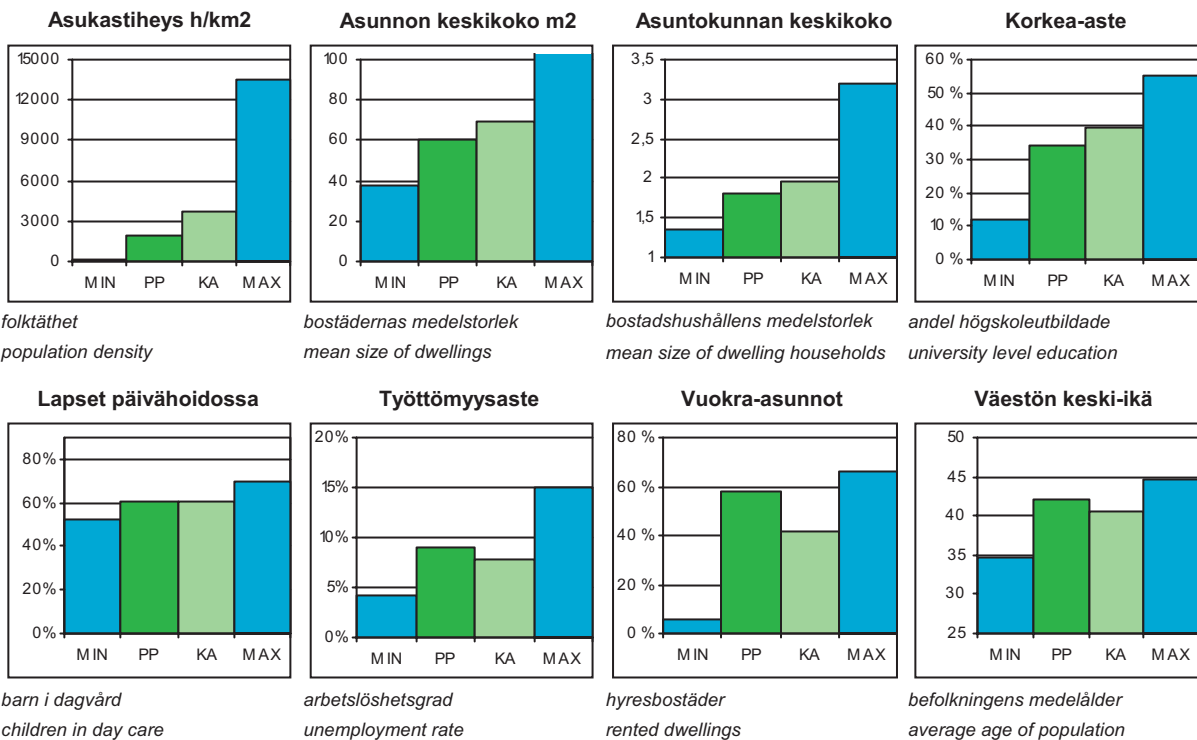 Asukastiheys h/km2
15000
12000
9000
6000
3000
0
MIN PP KA MAX
folktäthet
population density
Asunnon keskikoko m2
100
80
60
40
20
0
MIN PP KA MAX
bostädernas medelstorlek
mean size of dwellings
Asuntokunnan keskikoko
3,5
3
2,5
2
1,5
1
MIN PP KA MAX
bostadshushållens medelstorlek
mean size of dwelling households
Korkea-aste
60 %
50 %
40 %
30 %
20 %
10 %
0 %
MIN PP KA MAX
andel högskoleutbildade
university level education
Lapset päivähoidossa
80%
60%
40%
20%
0%
MIN PP KA MAX
barn i dagvård
children in day care
Työttömyysaste
20%
15%
10%
5%
0%
MIN PP KA MAX
arbetslöshetsgrad
unemployment rate
Vuokra-asunnot
80 %
60 %
40 %
20 %
0 %
MIN PP KA MAX
hyresbostäder
rented dwellings
Väestön keski-ikä
50
45
40
35
30
25
MIN PP KA MAX
befolkningens medelålder
average age of population